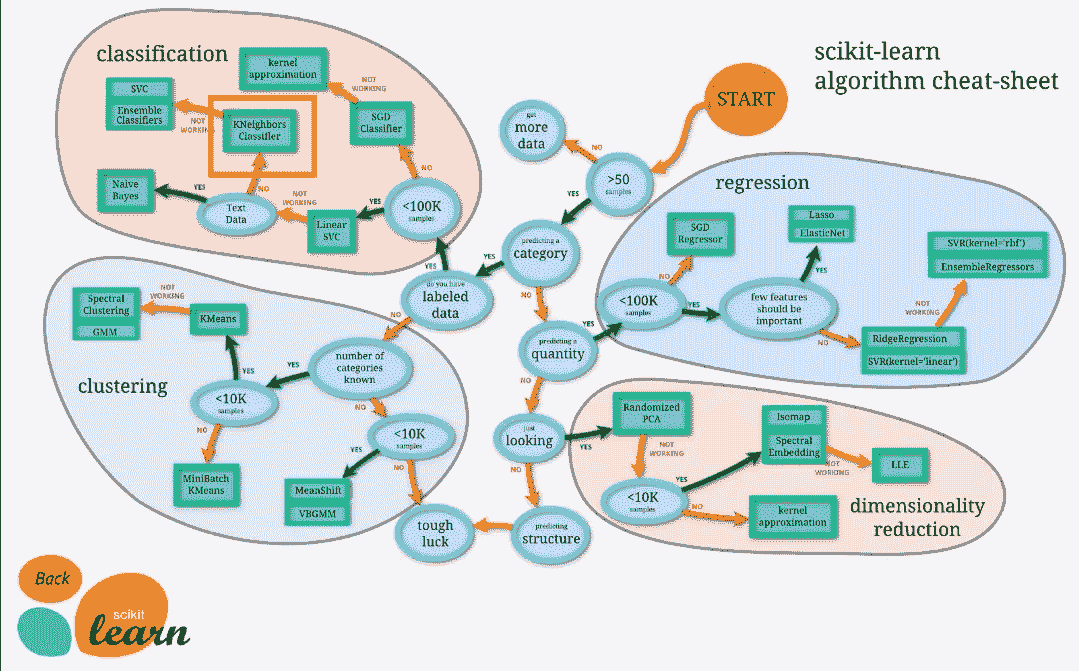 scikit-learn
algorithm cheat-sheet
START
get
more
data
NO
>50
samples
YES
predicting a
category
YES
NO
do you have
labeled
data
YES
NO
predicting a
quantity
YES
NO
just
looking
YES
NO
predicting
structure
tough
luck
classification
kernel
approximation
NOT
WORKING
SGD
Classifier
NO
<100K
samples
YES
Linear
SVC
NOT
WORKING
Text
Data
YES
NO
Naive
Bayes
KNeighbors
Classifier
NOT
WORKING
SVC
Ensemble
Classifiers
regression
SGD
Regressor
NO
<100K
samples
YES
few features
should be
important
YES
NO
Lasso
ElasticNet
RidgeRegression
SVR(kernel='linear')
NOT
WORKING
SVR(kernel='rbf')
EnsembleRegressors
clustering
number of
categories
known
YES
NO
<10K
samples
YES
NO
KMeans
NOT
WORKING
Spectral
Clustering
GMM
MiniBatch
KMeans
<10K
samples
YES
NO
MeanShift
VBGMM
dimensionality
reduction
Randomized
PCA
NOT
WORKING
<10K
samples
YES
NO
Isomap
Spectral
Embedding
NOT
WORKING
LLE
kernel
approximation
Back
scikit
learn